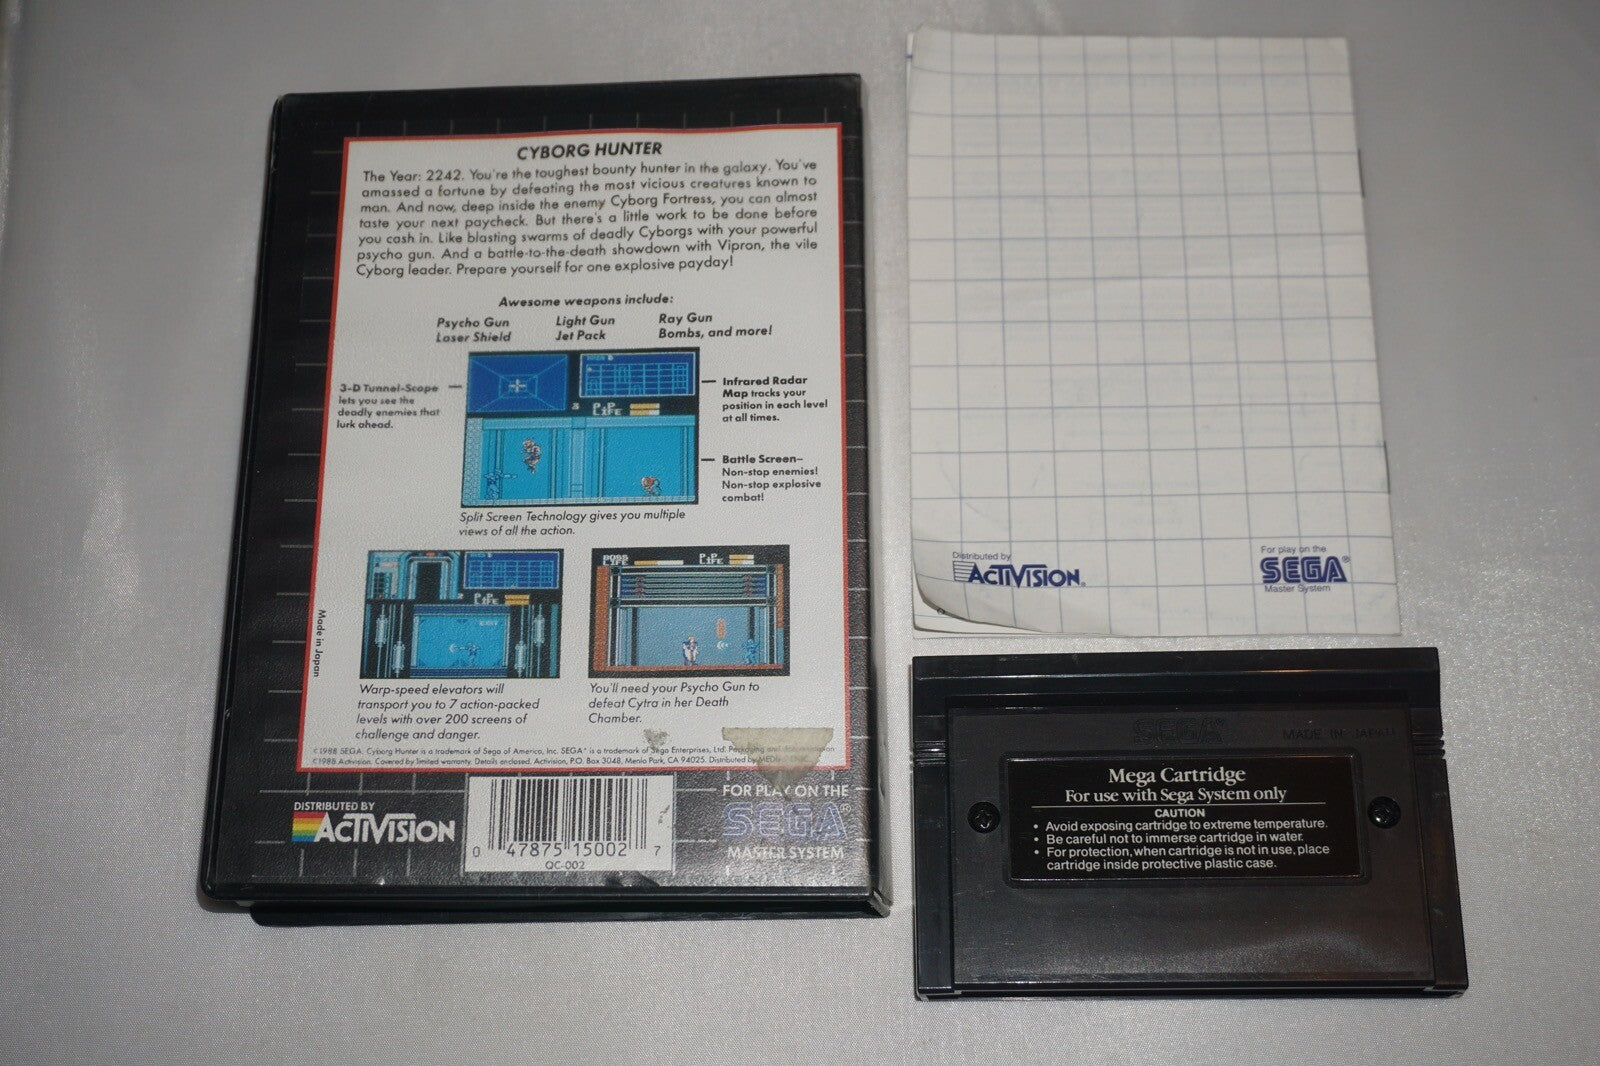 CYBORG HUNTER
The Year: 2242. You're the toughest bounty hunter in the galaxy. You've
amassed a fortune by defeating the most vicious creatures known to
man. And now, deep inside the enemy Cyborg Fortress, you can almost
taste your next paycheck. But there's a little work to be done before
you cash in. Like blasting swarms of deadly Cyborgs with your powerful
psycho gun. And a battle-to-the-death showdown with Vipron, the vile
Cyborg leader. Prepare yourself for one explosive payday!
Awesome weapons include:
Psycho Gun Light Gun Ray Gun
Laser Shield Jet Pack Bombs, and more!
3-D Tunnel-Scope
lets you see the
deadly enemies that
lurk ahead.
Infrared Radar
Map tracks your
position in each level
at all times.
P.P.
LIFE
Battle Screen–
Non-stop enemies!
Non-stop explosive
combat!
Split Screen Technology gives you multiple
views of all the action.
P.P.
LIFE
EXIT
BOSS P.P.
LIFE LIFE
Made in Japan
Warp-speed elevators will
transport you to 7 action-packed
levels with over 200 screens of
challenge and danger.
You'll need your Psycho Gun to
defeat Cytra in her Death
Chamber.
©1988 SEGA. Cyborg Hunter is a trademark of Sega of America, Inc. SEGA® is a trademark of Sega Enterprises, Ltd. Packaging and documentation
©1988 Activision. Covered by limited warranty. Details enclosed. Activision, P.O. Box 3048, Menlo Park, CA 94025. Distributed by
DISTRIBUTED BY
ACTIVISION
0 47875 15002 7
QC-002
FOR PLAY ON THE
SEGA®
MASTER SYSTEM
Distributed by
ACTIVISION®
For play on the
SEGA®
Master System
SEGA
MADE IN JAPAN
Mega Cartridge
For use with Sega System only
CAUTION
• Avoid exposing cartridge to extreme temperature.
• Be careful not to immerse cartridge in water.
• For protection, when cartridge is not in use, place
cartridge inside protective plastic case.